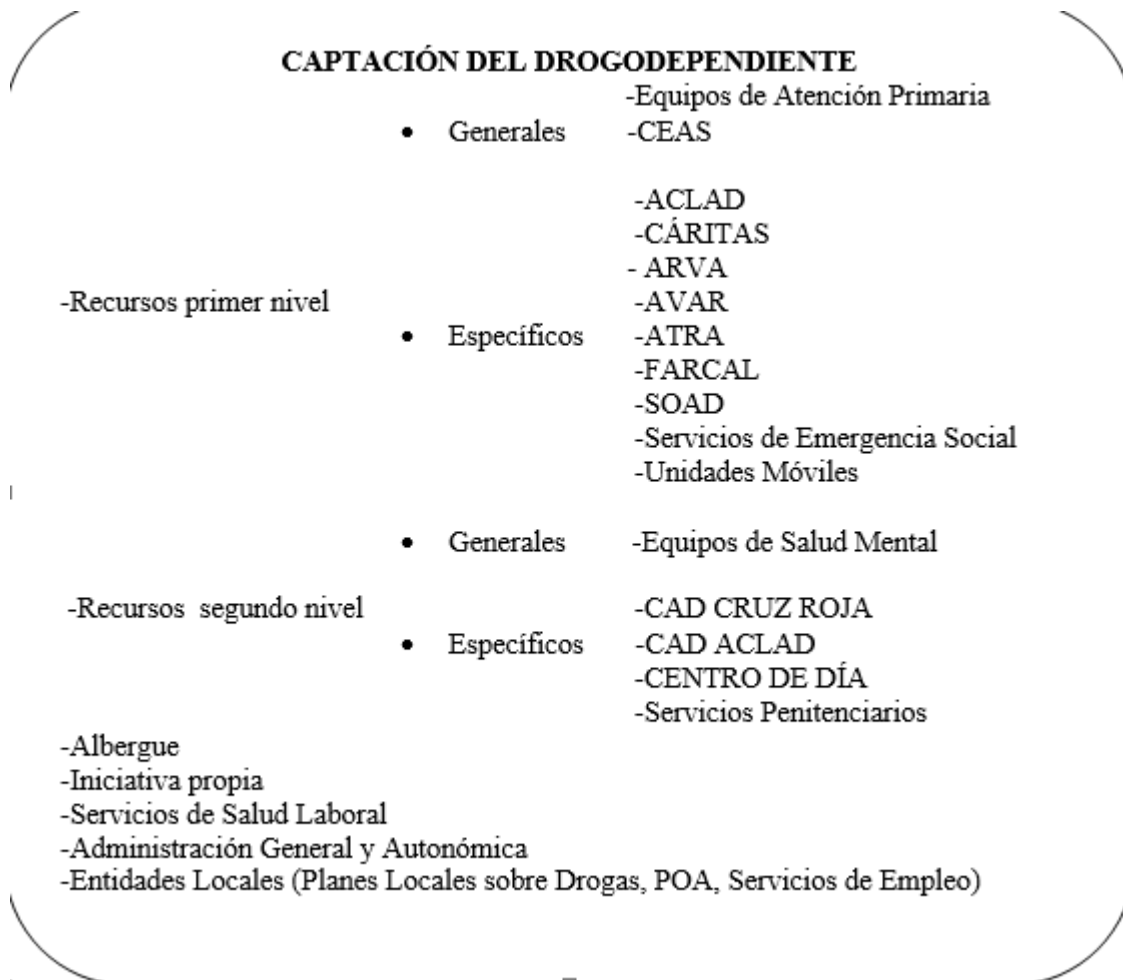 CAPTACIÓN DEL DROGODEPENDIENTE
-Equipos de Atención Primaria
• Generales -CEAS
-ACLAD
-CÁRITAS
- ARVA
-Recursos primer nivel -AVAR
• Específicos -ATRA
-FARCAL
-SOAD
-Servicios de Emergencia Social
-Unidades Móviles
• Generales -Equipos de Salud Mental
-Recursos segundo nivel -CAD CRUZ ROJA
• Específicos -CAD ACLAD
-CENTRO DE DÍA
-Servicios Penitenciarios
-Albergue
-Iniciativa propia
-Servicios de Salud Laboral
-Administración General y Autonómica
-Entidades Locales (Planes Locales sobre Drogas, POA, Servicios de Empleo)